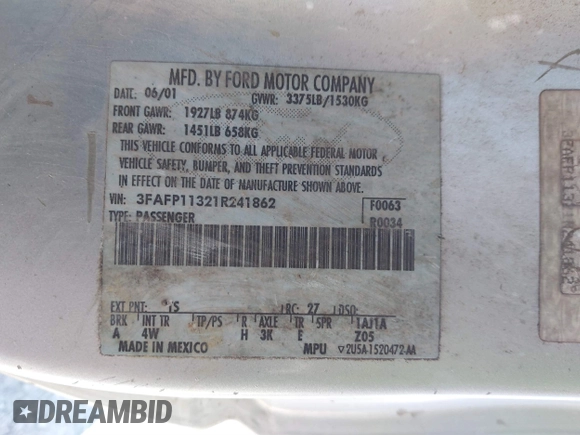 MFD. BY FORD MOTOR COMPANY
DATE: 06/01 GVWR: 3375LB/1530KG
FRONT GAWR: 1927LB 874KG
REAR GAWR: 1451LB 658KG
THIS VEHICLE CONFORMS TO ALL APPLICABLE FEDERAL MOTOR
VEHICLE SAFETY, BUMPER, AND THEFT PREVENTION STANDARDS
IN EFFECT ON THE DATE OF MANUFACTURE SHOWN ABOVE.
VIN: 3FAFP11321R241862 F0063
TYPE: PASSENGER R0034
EXT PNT: YS RC: 27 DSO:
BRK INT TR TP/PS R AXLE TR SPR 1AJ1A
A 4W H 3K E Z05
MADE IN MEXICO MPU 2U5A-1520472-AA
DREAMBID.COM